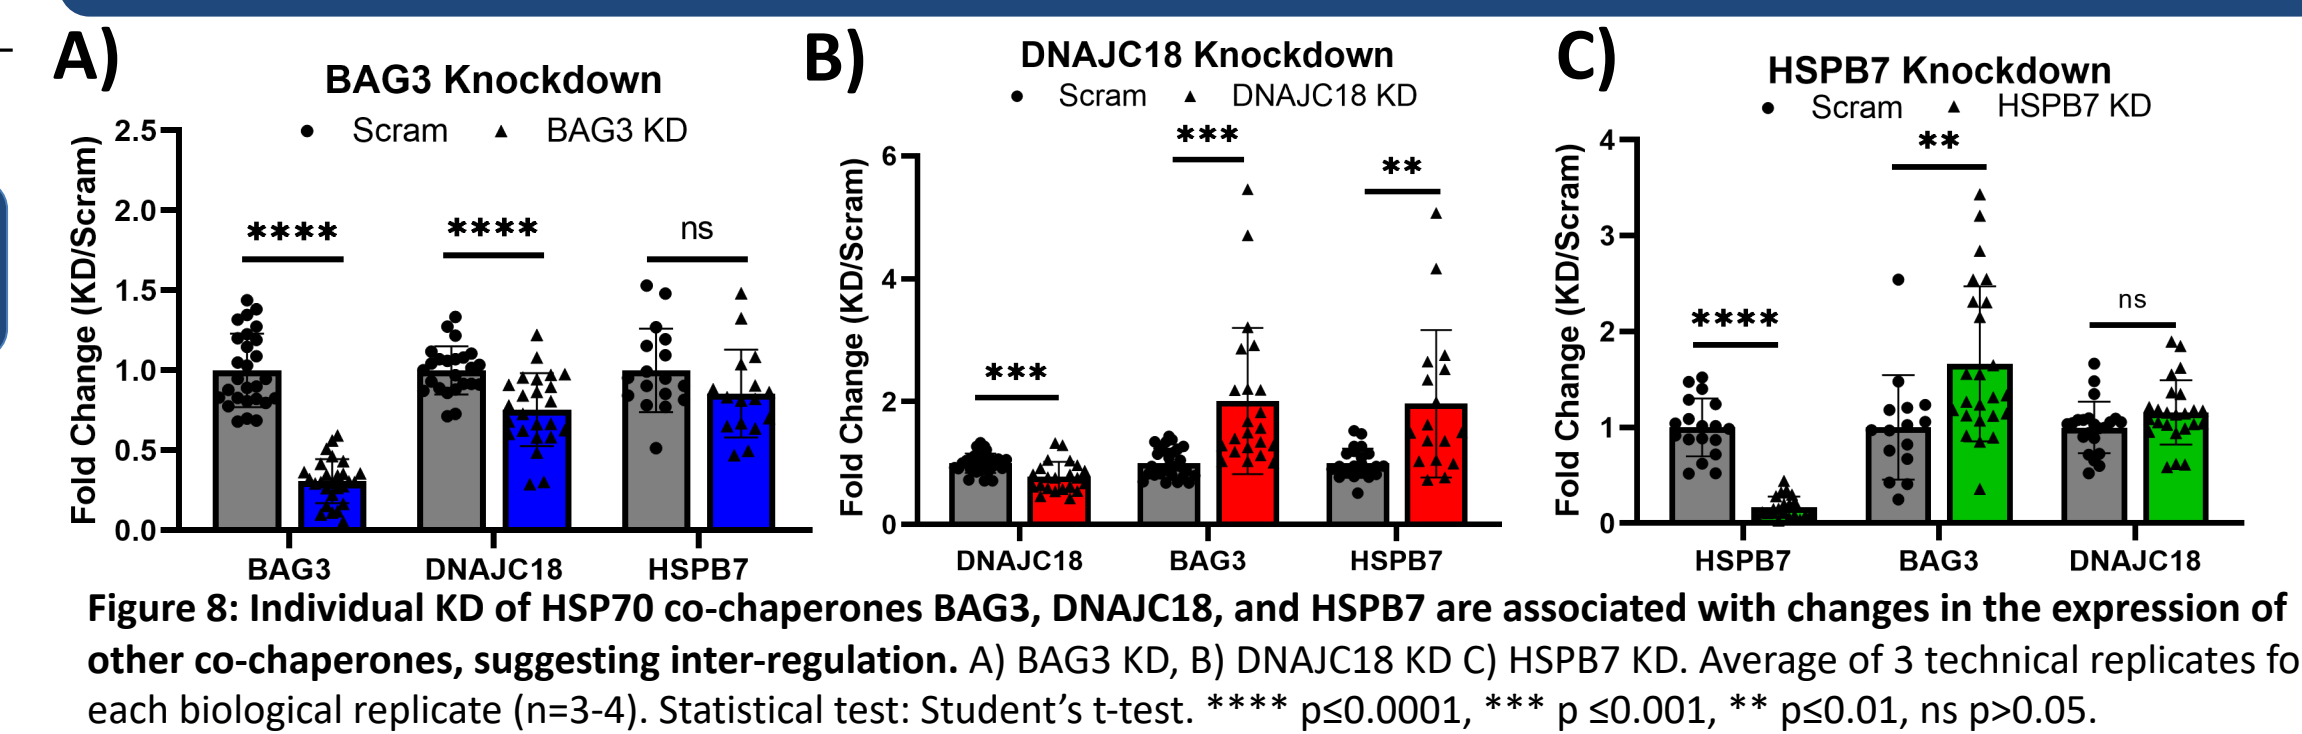 A)
BAG3 Knockdown
● Scram ▲ BAG3 KD
Fold Change (KD/Scram)
2.5
2.0
1.5
1.0
0.5
0.0
****
****
ns
BAG3 DNAJC18 HSPB7
B)
DNAJC18 Knockdown
● Scram ▲ DNAJC18 KD
Fold Change (KD/Scram)
6
4
2
0
***
***
**
DNAJC18 BAG3 HSPB7
C)
HSPB7 Knockdown
● Scram ▲ HSPB7 KD
Fold Change (KD/Scram)
4
3
2
1
0
****
**
ns
HSPB7 BAG3 DNAJC18
Figure 8: Individual KD of HSP70 co-chaperones BAG3, DNAJC18, and HSPB7 are associated with changes in the expression of
other co-chaperones, suggesting inter-regulation. A) BAG3 KD, B) DNAJC18 KD C) HSPB7 KD. Average of 3 technical replicates fo
each biological replicate (n=3-4). Statistical test: Student’s t-test. **** p≤0.0001, *** p ≤0.001, ** p≤0.01, ns p>0.05.